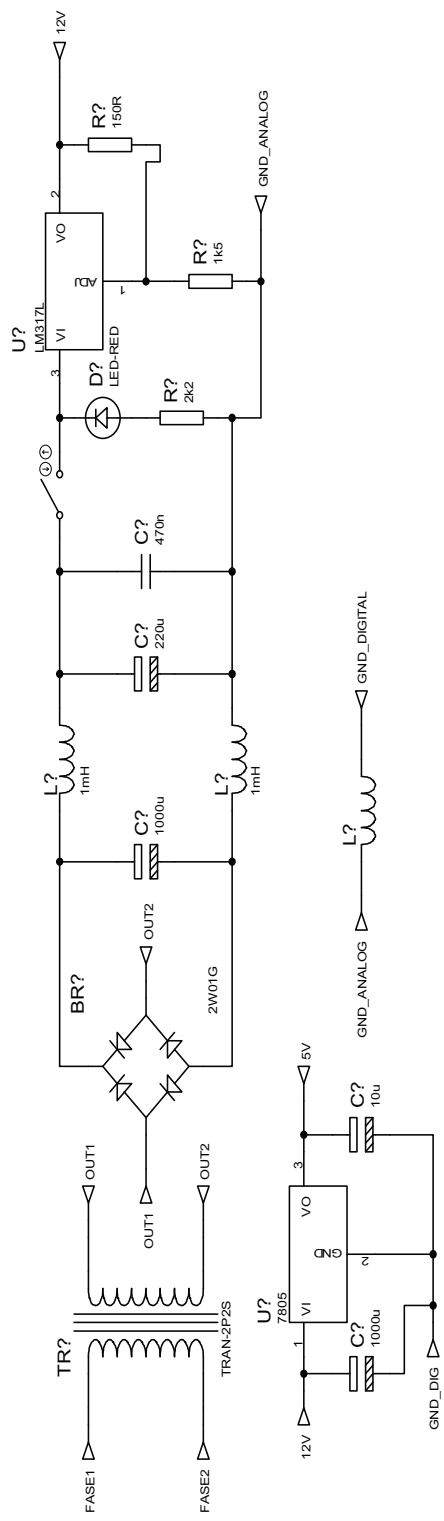 TR?
TRAN-2P2S
FASE1
FASE2
OUT1
OUT2
BR?
2W01G
OUT1
OUT2
C?
1000u
L?
1mH
L?
1mH
C?
220u
C?
470n
D?
LED-RED
R?
2k2
U?
LM317L
3
VI
VO
2
ADJ
1
R?
150R
R?
1k5
12V
GND_ANALOG
U?
7805
12V
1
VI
VO
3
GND
2
5V
C?
1000u
C?
10u
GND_DIG
GND_ANALOG
L?
GND_DIGITAL